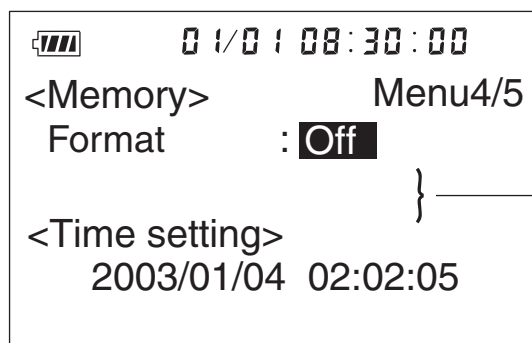 01/01 08:30:00
<Memory> Menu4/5
Format : Off
<Time setting>
2003/01/04 02:02:05